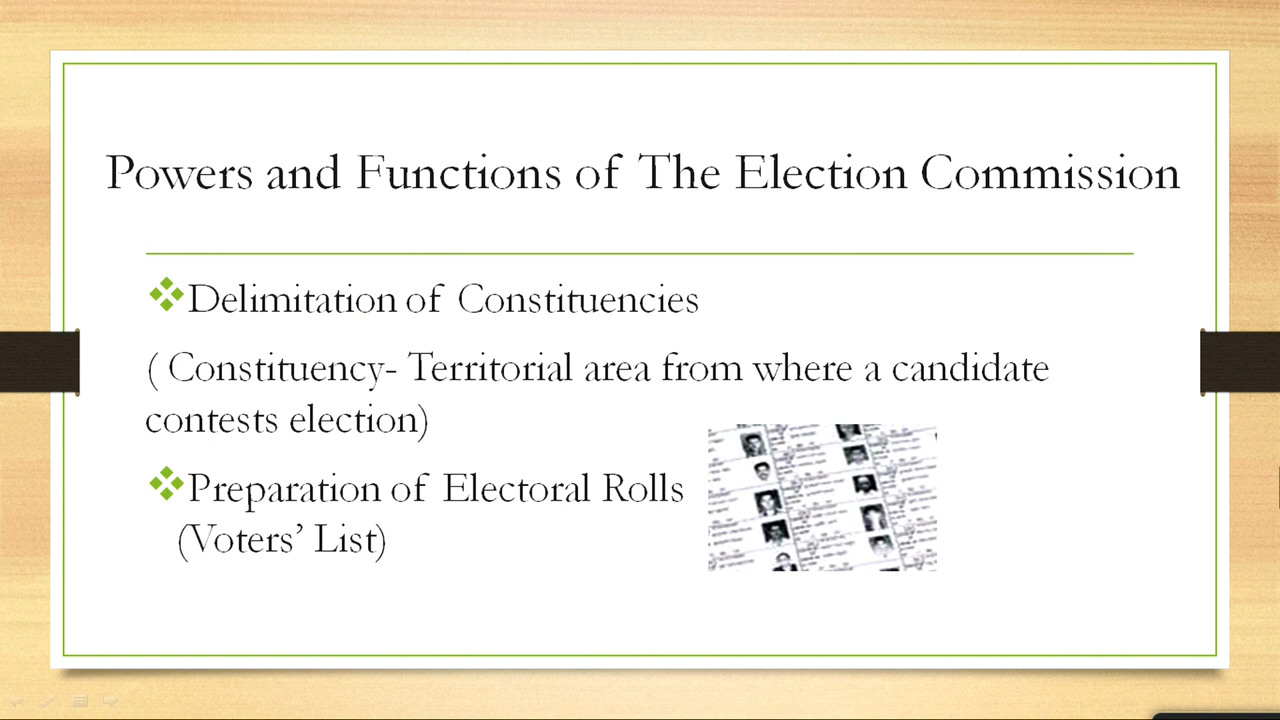 Powers and Functions of The Election Commission
Delimitation of Constituencies
( Constituency- Territorial area from where a candidate
contests election)
Preparation of Electoral Rolls
(Voters’ List)